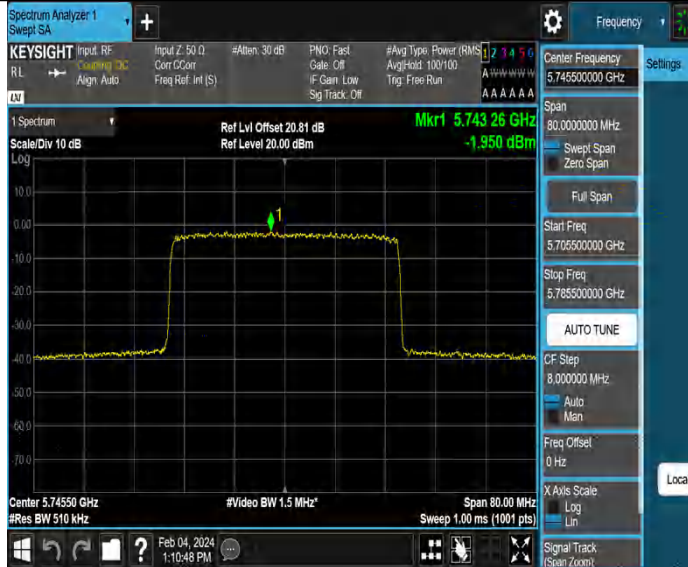 Spectrum Analyzer 1
Swept SA
+
Frequency
KEYSIGHT
RL
LXI
Input: RF
Coupling: DC
Align: Auto
Input Z: 50 Ω
Corr CCorr
Freq Ref: Int (S)
#Atten: 30 dB
PNO: Fast
Gate: Off
IF Gain: Low
Sig Track: Off
#Avg Type: Power (RMS
Avg|Hold: 100/100
Trig: Free Run
1 2 3 4 5 6
A W W W W W
A A A A A A
1 Spectrum
Scale/Div 10 dB
Ref Lvl Offset 20.81 dB
Ref Level 20.00 dBm
Mkr1 5.743 26 GHz
-1.950 dBm
Log
10.0
0.00
-10.0
-20.0
-30.0
-40.0
-50.0
-60.0
-70.0
1
Center 5.74550 GHz
#Res BW 510 kHz
#Video BW 1.5 MHz*
Span 80.00 MHz
Sweep 1.00 ms (1001 pts)
Feb 04, 2024
1:10:48 PM
?
Center Frequency
5.745500000 GHz
Settings
Span
80.0000000 MHz
Swept Span
Zero Span
Full Span
Start Freq
5.705500000 GHz
Stop Freq
5.785500000 GHz
AUTO TUNE
CF Step
8.000000 MHz
Auto
Man
Freq Offset
0 Hz
X Axis Scale
Log
Lin
Loca
Signal Track
(Span Zoom)